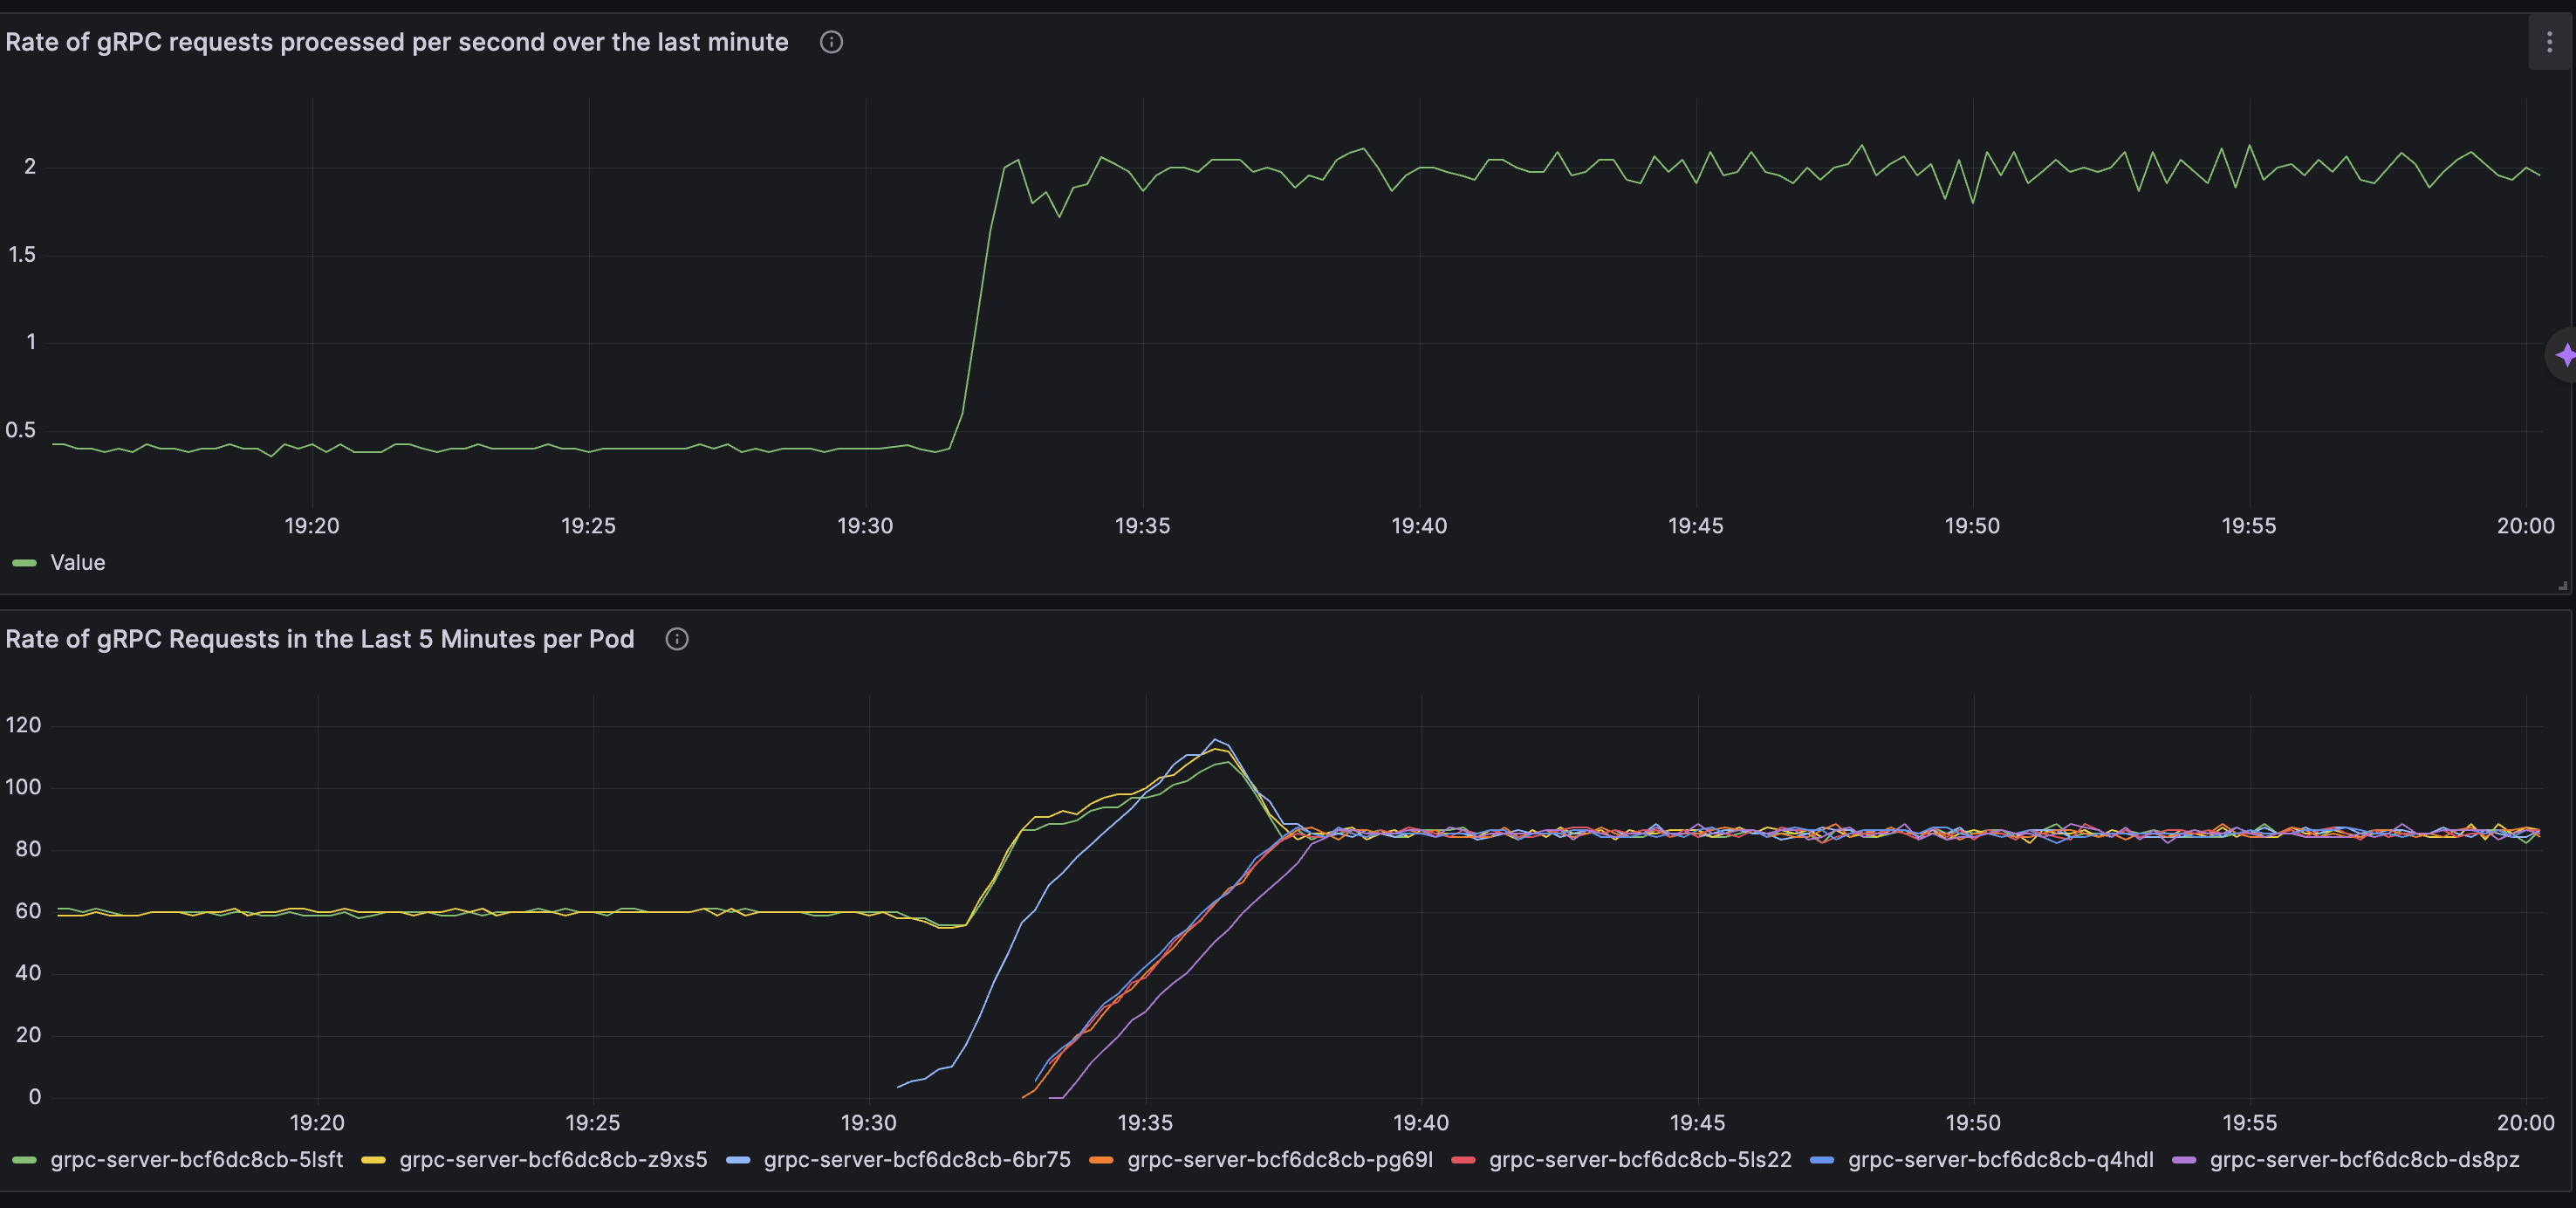 Rate of gRPC requests processed per second over the last minute
2
1.5
1
0.5
19:20 19:25 19:30 19:35 19:40 19:45 19:50 19:55 20:00
Value
Rate of gRPC Requests in the Last 5 Minutes per Pod
120
100
80
60
40
20
0
19:20 19:25 19:30 19:35 19:40 19:45 19:50 19:55 20:00
grpc-server-bcf6dc8cb-5lsft grpc-server-bcf6dc8cb-z9xs5 grpc-server-bcf6dc8cb-6br75 grpc-server-bcf6dc8cb-pg69l grpc-server-bcf6dc8cb-5ls22 grpc-server-bcf6dc8cb-q4hdl grpc-server-bcf6dc8cb-ds8pz